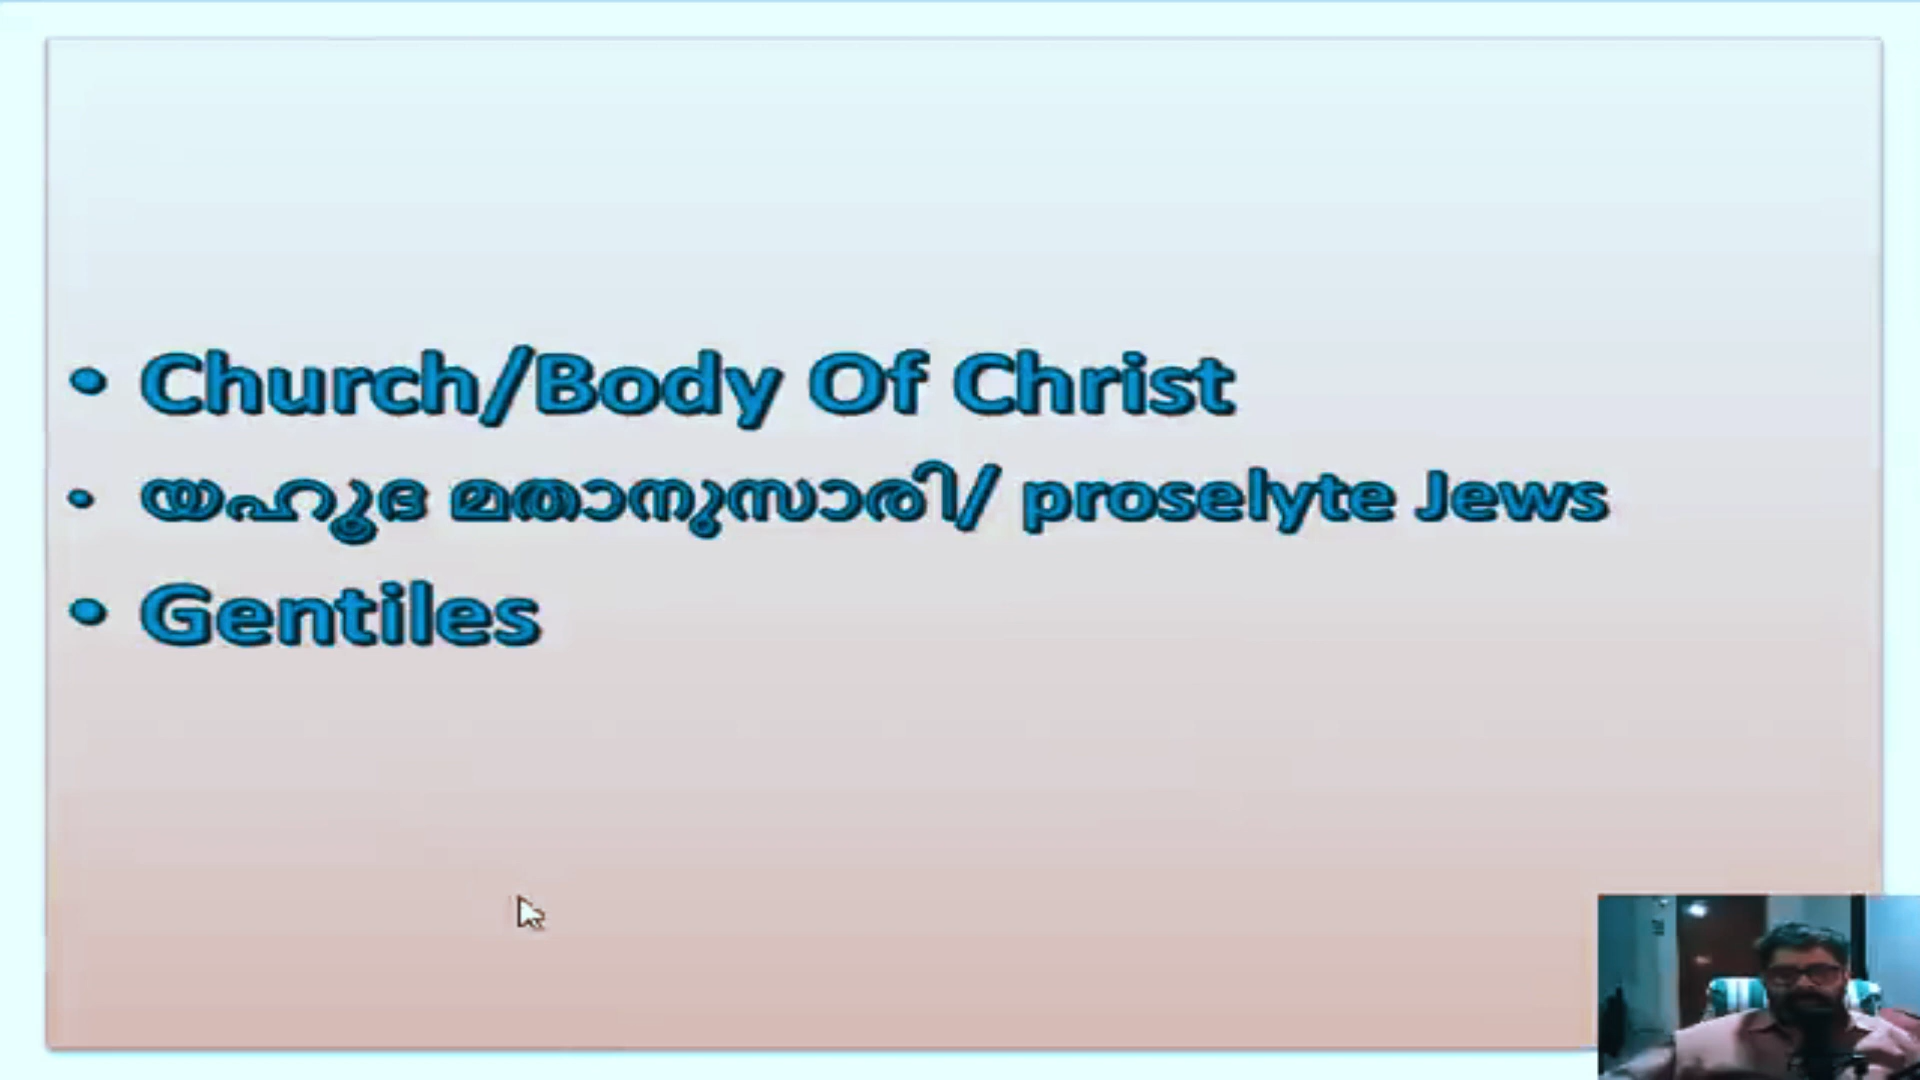 • Church/Body Of Christ
• യഹൂദ മതാനുസാരി/ proselyte Jews
• Gentiles